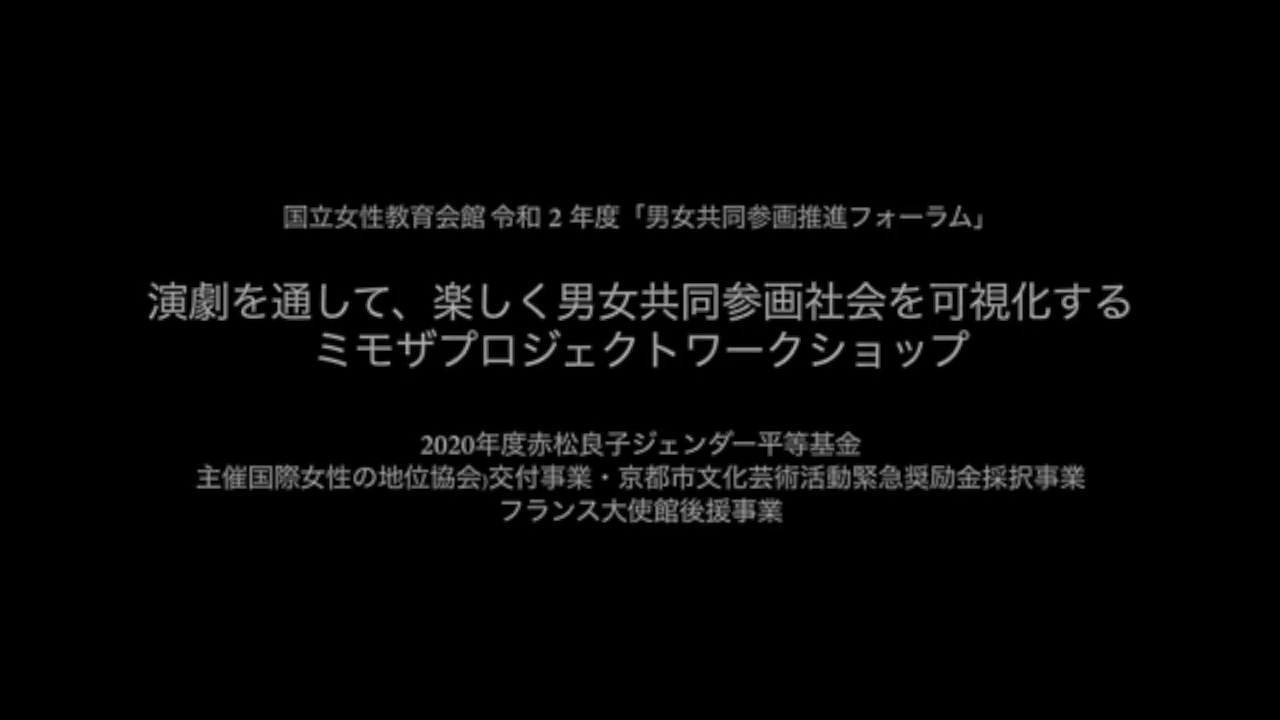 国立女性教育会館 令和 2 年度「男女共同参画推進フォーラム」
演劇を通して、楽しく男女共同参画社会を可視化する
ミモザプロジェクトワークショップ
2020年度赤松良子ジェンダー平等基金
主催国際女性の地位協会)交付事業・京都市文化芸術活動緊急奨励金採択事業
フランス大使館後援事業